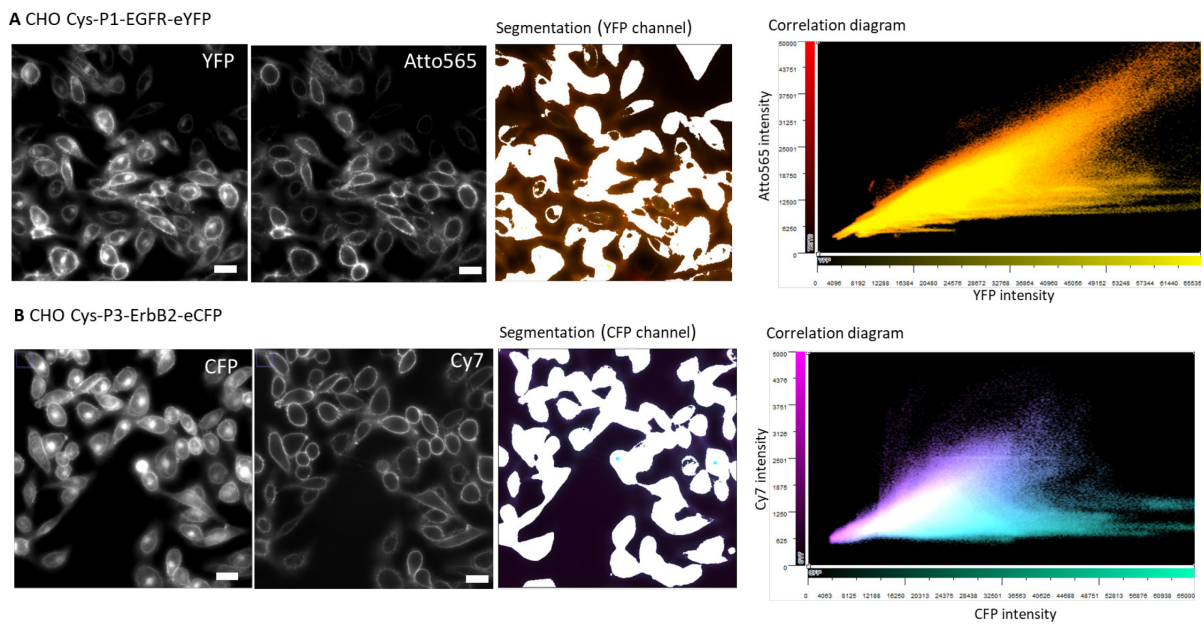 A CHO Cys-P1-EGFR-eYFP
YFP
Atto565
Segmentation (YFP channel)
Correlation diagram
Atto565 intensity
50000
43751
37501
31251
25000
18750
12500
6250
0
YFP
0 4096 8192 12288 16384 20480 24576 28672 32768 36864 40960 45056 49152 53248 57344 61440 65535
YFP intensity
B CHO Cys-P3-ErbB2-eCFP
CFP
Cy7
Segmentation (CFP channel)
Correlation diagram
Cy7 intensity
5000
4376
3751
3126
2501
1875
1250
625
0
CY7
CFP
0 4063 8125 12188 16250 20313 24375 28438 32501 36563 40626 44688 48751 52813 56876 60938 65000
CFP intensity